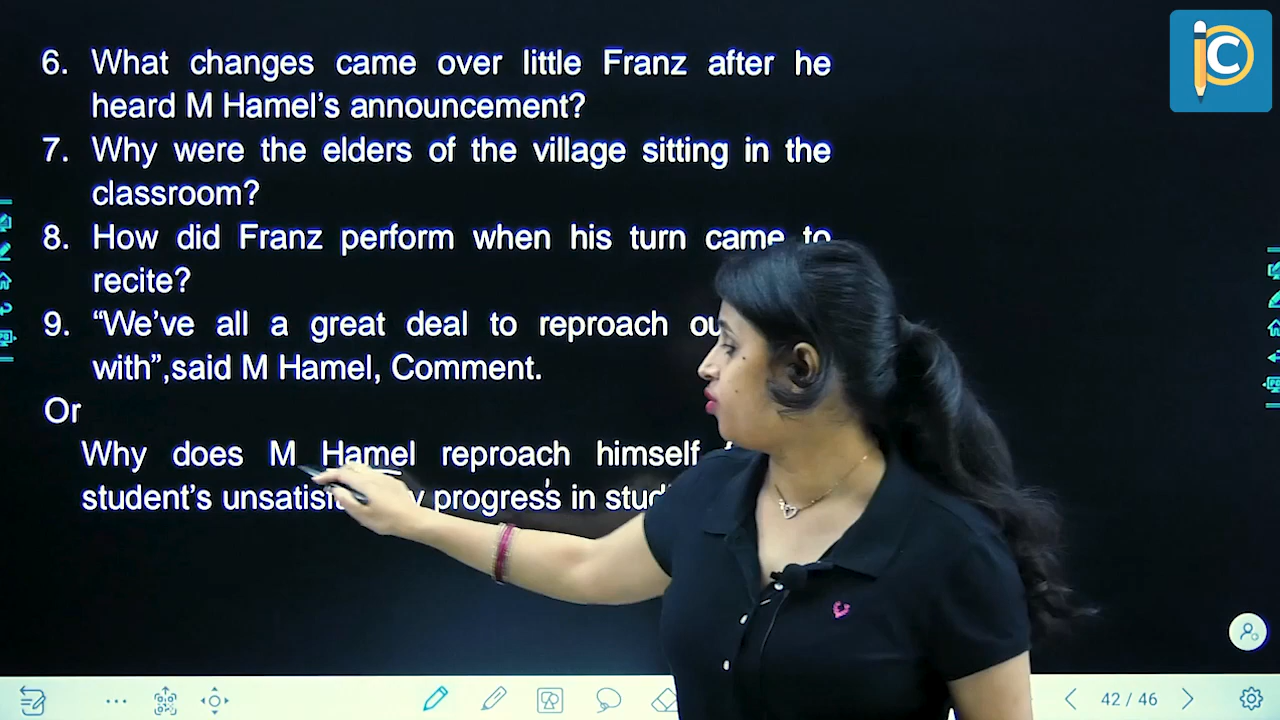 6. What changes came over little Franz after he
heard M Hamel's announcement?
7. Why were the elders of the village sitting in the
classroom?
8. How did Franz perform when his turn came to
recite?
9. “We've all a great deal to reproach
with”,said M Hamel, Comment.
Or
Why does M Hamel reproach himself
student's progress in
42 / 46
C